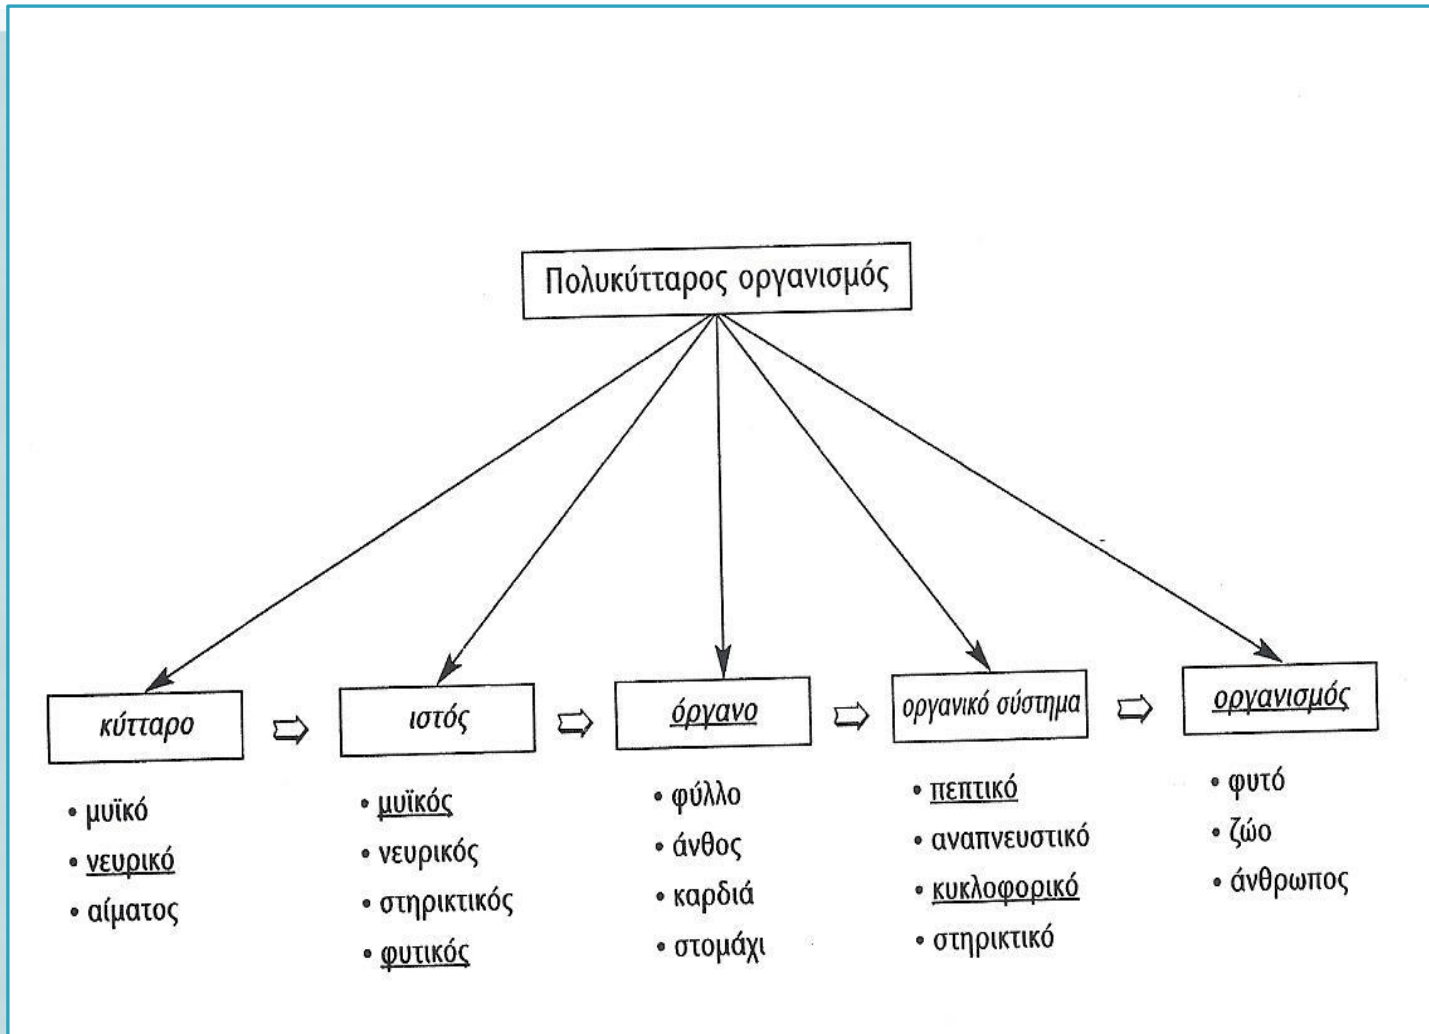 Πολυκύτταρος οργανισμός
κύτταρο
• μυϊκό
• νευρικό
• αίματος
ιστός
• μυϊκός
• νευρικός
• στηρικτικός
• φυτικός
όργανο
• φύλλο
• άνθος
• καρδιά
• στομάχι
οργανικό σύστημα
• πεπτικό
• αναπνευστικό
• κυκλοφορικό
• στηρικτικό
οργανισμός
• φυτό
• ζώο
• άνθρωπος